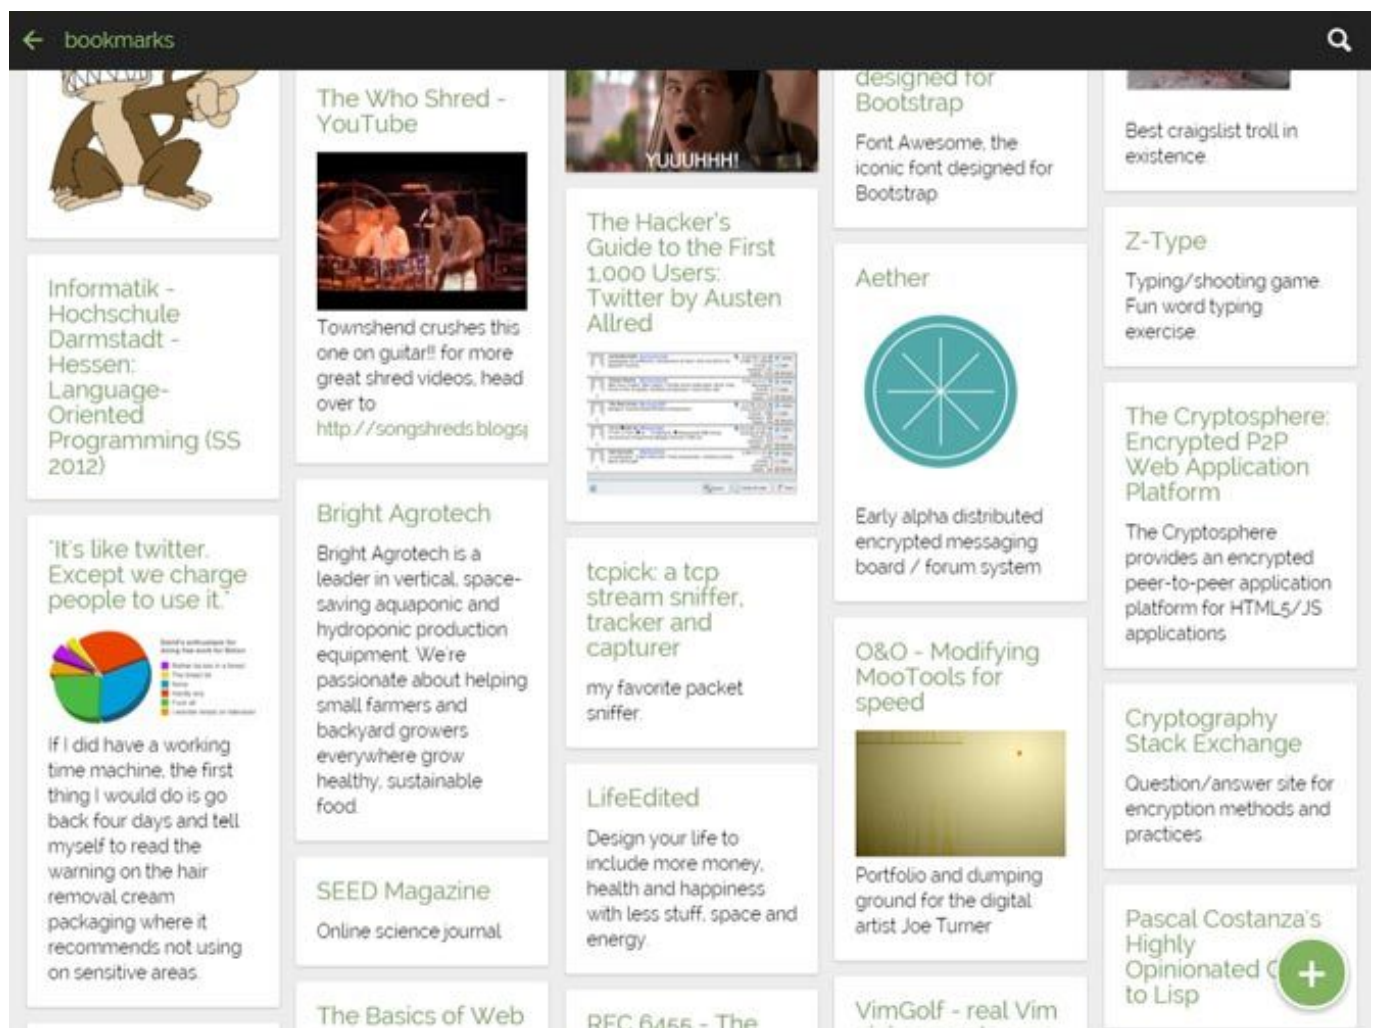 bookmarks
Informatik -
Hochschule
Darmstadt -
Hessen:
Language-
Oriented
Programming (SS
2012)
"It's like twitter.
Except we charge
people to use it."
If I did have a working
time machine, the first
thing I would do is go
back four days and tell
myself to read the
warning on the hair
removal cream
packaging where it
recommends not using
on sensitive areas.
The Who Shred -
YouTube
Townshend crushes this
one on guitar!! for more
great shred videos, head
over to
http://songshreds.blogsp
Bright Agrotech
Bright Agrotech is a
leader in vertical, space-
saving aquaponic and
hydroponic production
equipment. We're
passionate about helping
small farmers and
backyard growers
everywhere grow
healthy, sustainable
food.
SEED Magazine
Online science journal
The Basics of Web
YUUUHHH!
The Hacker's
Guide to the First
1,000 Users:
Twitter by Austen
Allred
tcpick: a tcp
stream sniffer,
tracker and
capturer
my favorite packet
sniffer.
LifeEdited
Design your life to
include more money,
health and happiness
with less stuff, space and
energy.
RFC 6455 - The
designed for
Bootstrap
Font Awesome, the
iconic font designed for
Bootstrap
Aether
Early alpha distributed
encrypted messaging
board / forum system
O&O - Modifying
MooTools for
speed
Portfolio and dumping
ground for the digital
artist Joe Turner
VimGolf - real Vim
Best craigslist troll in
existence.
Z-Type
Typing/shooting game.
Fun word typing
exercise.
The Cryptosphere:
Encrypted P2P
Web Application
Platform
The Cryptosphere
provides an encrypted
peer-to-peer application
platform for HTML5/JS
applications
Cryptography
Stack Exchange
Question/answer site for
encryption methods and
practices.
Pascal Costanza's
Highly
Opinionated
to Lisp